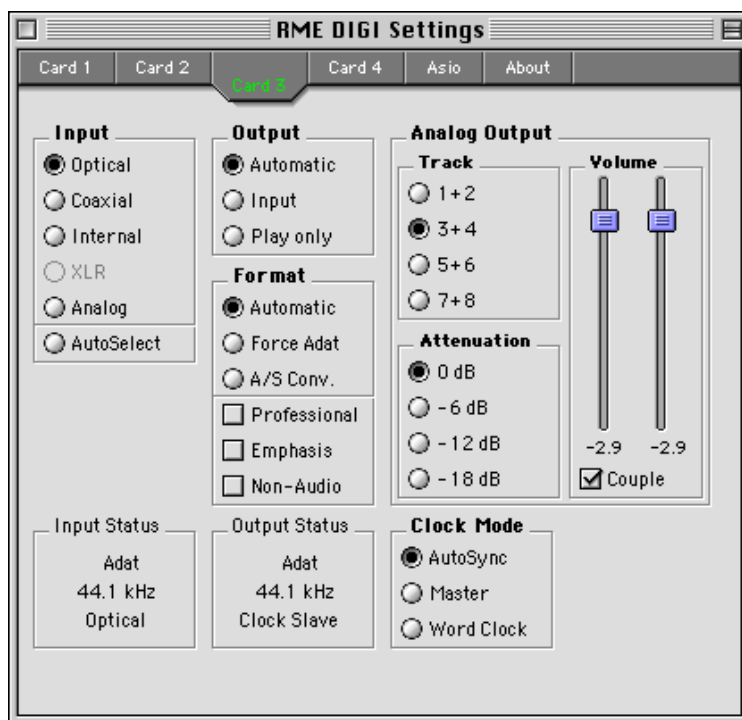 RME DIGI Settings
Card 1
Card 2
Card 3
Card 4
Asio
About
Input
Optical
Coaxial
Internal
XLR
Analog
AutoSelect
Output
Automatic
Input
Play only
Format
Automatic
Force Adat
A/S Conv.
Professional
Emphasis
Non-Audio
Analog Output
Track
1+2
3+4
5+6
7+8
Attenuation
0 dB
-6 dB
-12 dB
-18 dB
Volume
-2.9 -2.9
Couple
Input Status
Adat
44.1 kHz
Optical
Output Status
Adat
44.1 kHz
Clock Slave
Clock Mode
AutoSync
Master
Word Clock